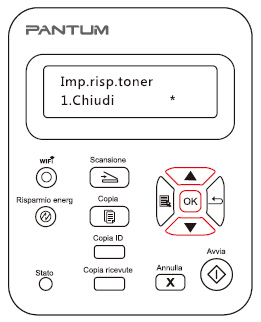 PANTUM
Imp.risp.toner
1.Chiudi *
WiFi
Scansione
Risparmio energ
Copia
OK
Copia ID
Avvia
Stato
Copia ricevute
Annulla
X